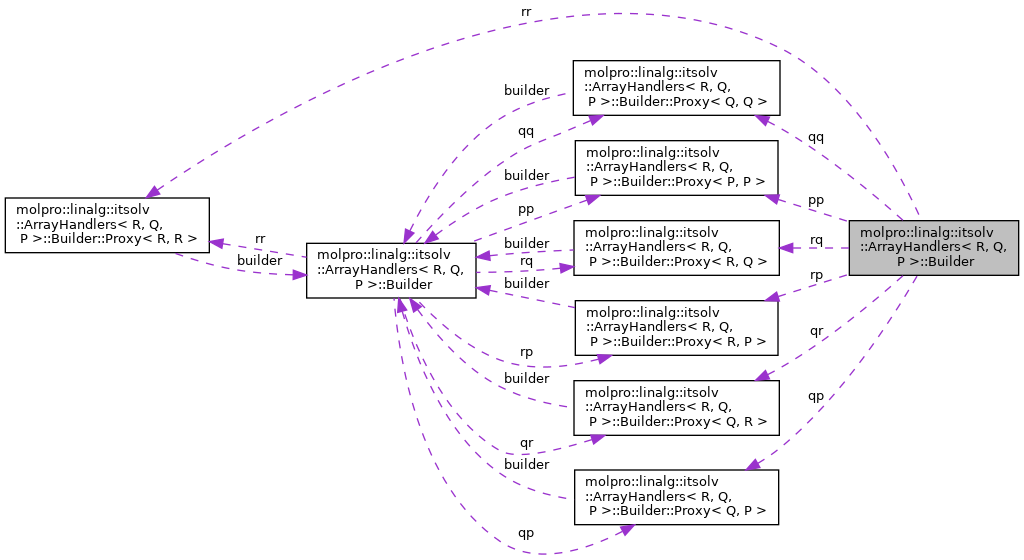 rr
molpro::linalg::itsolv
::ArrayHandlers< R, Q,
P >::Builder::Proxy< Q, Q >
builder
qq
qq
molpro::linalg::itsolv
::ArrayHandlers< R, Q,
P >::Builder::Proxy< P, P >
builder
pp
pp
molpro::linalg::itsolv
::ArrayHandlers< R, Q,
P >::Builder::Proxy< R, R >
rr
builder
molpro::linalg::itsolv
::ArrayHandlers< R, Q,
P >::Builder
builder
rq
molpro::linalg::itsolv
::ArrayHandlers< R, Q,
P >::Builder::Proxy< R, Q >
rq
molpro::linalg::itsolv
::ArrayHandlers< R, Q,
P >::Builder
builder
rp
molpro::linalg::itsolv
::ArrayHandlers< R, Q,
P >::Builder::Proxy< R, P >
rp
builder
molpro::linalg::itsolv
::ArrayHandlers< R, Q,
P >::Builder::Proxy< Q, R >
qr
qr
builder
molpro::linalg::itsolv
::ArrayHandlers< R, Q,
P >::Builder::Proxy< Q, P >
qp
qp